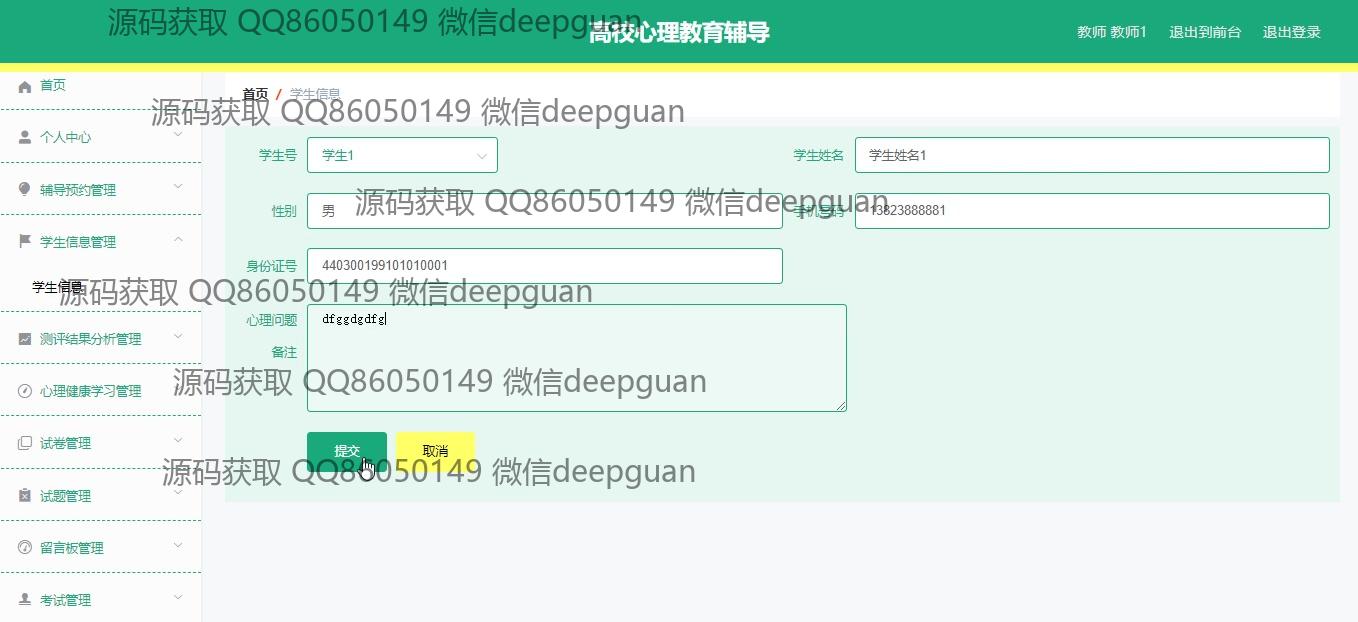 源码获取 QQ86050149 微信deepguan
高校心理教育辅导
教师 教师1 退出到前台 退出登录
首页
首页 / 学生信息
源码获取 QQ86050149 微信deepguan
个人中心
学生号 学生1 学生姓名 学生姓名1
辅导预约管理
源码获取 QQ86050149 微信deepguan
性别 男 手机号码 13823888881
学生信息管理
身份证号 440300199101010001
学生信息
源码获取 QQ86050149 微信deepguan
心理问题 dfggdgdfg
测评结果分析管理
备注
心理健康学习管理
源码获取 QQ86050149 微信deepguan
试卷管理
提交 取消
源码获取 QQ86050149 微信deepguan
试题管理
留言板管理
考试管理